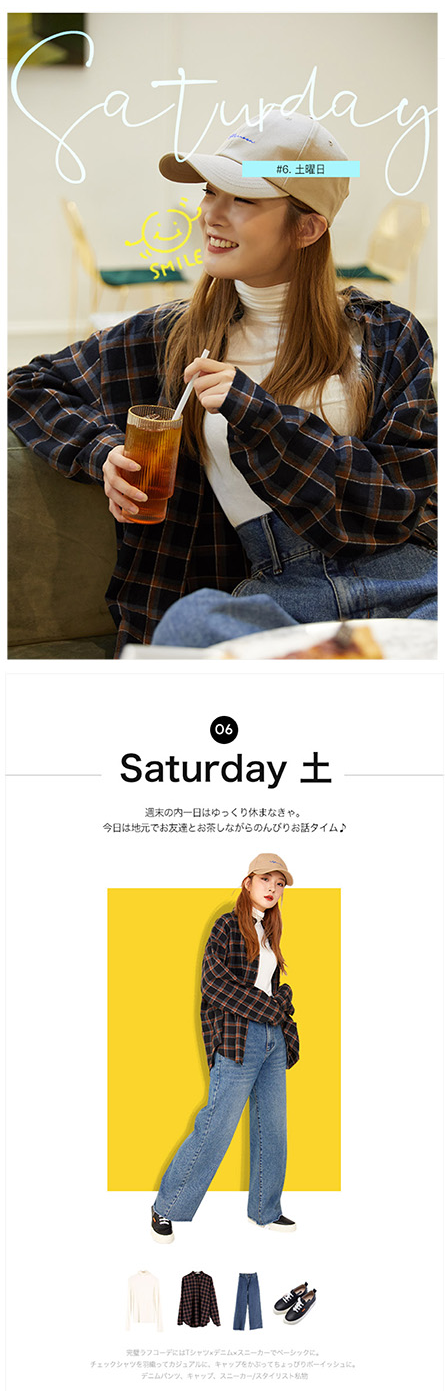 Saturday
#6. 土曜日
SMILE
06
Saturday 土
週末の内一日はゆっくり休まなきゃ。
今日は地元でお友達とお茶しながらのんびりお話タイム♪
完璧ラフコーデにはTシャツ×デニム×スニーカーでベーシックに。
チェックシャツを羽織ってカジュアルに、キャップをかぶってちょっぴりボーイッシュに。
デニムパンツ、キャップ、スニーカー/スタイリスト私物